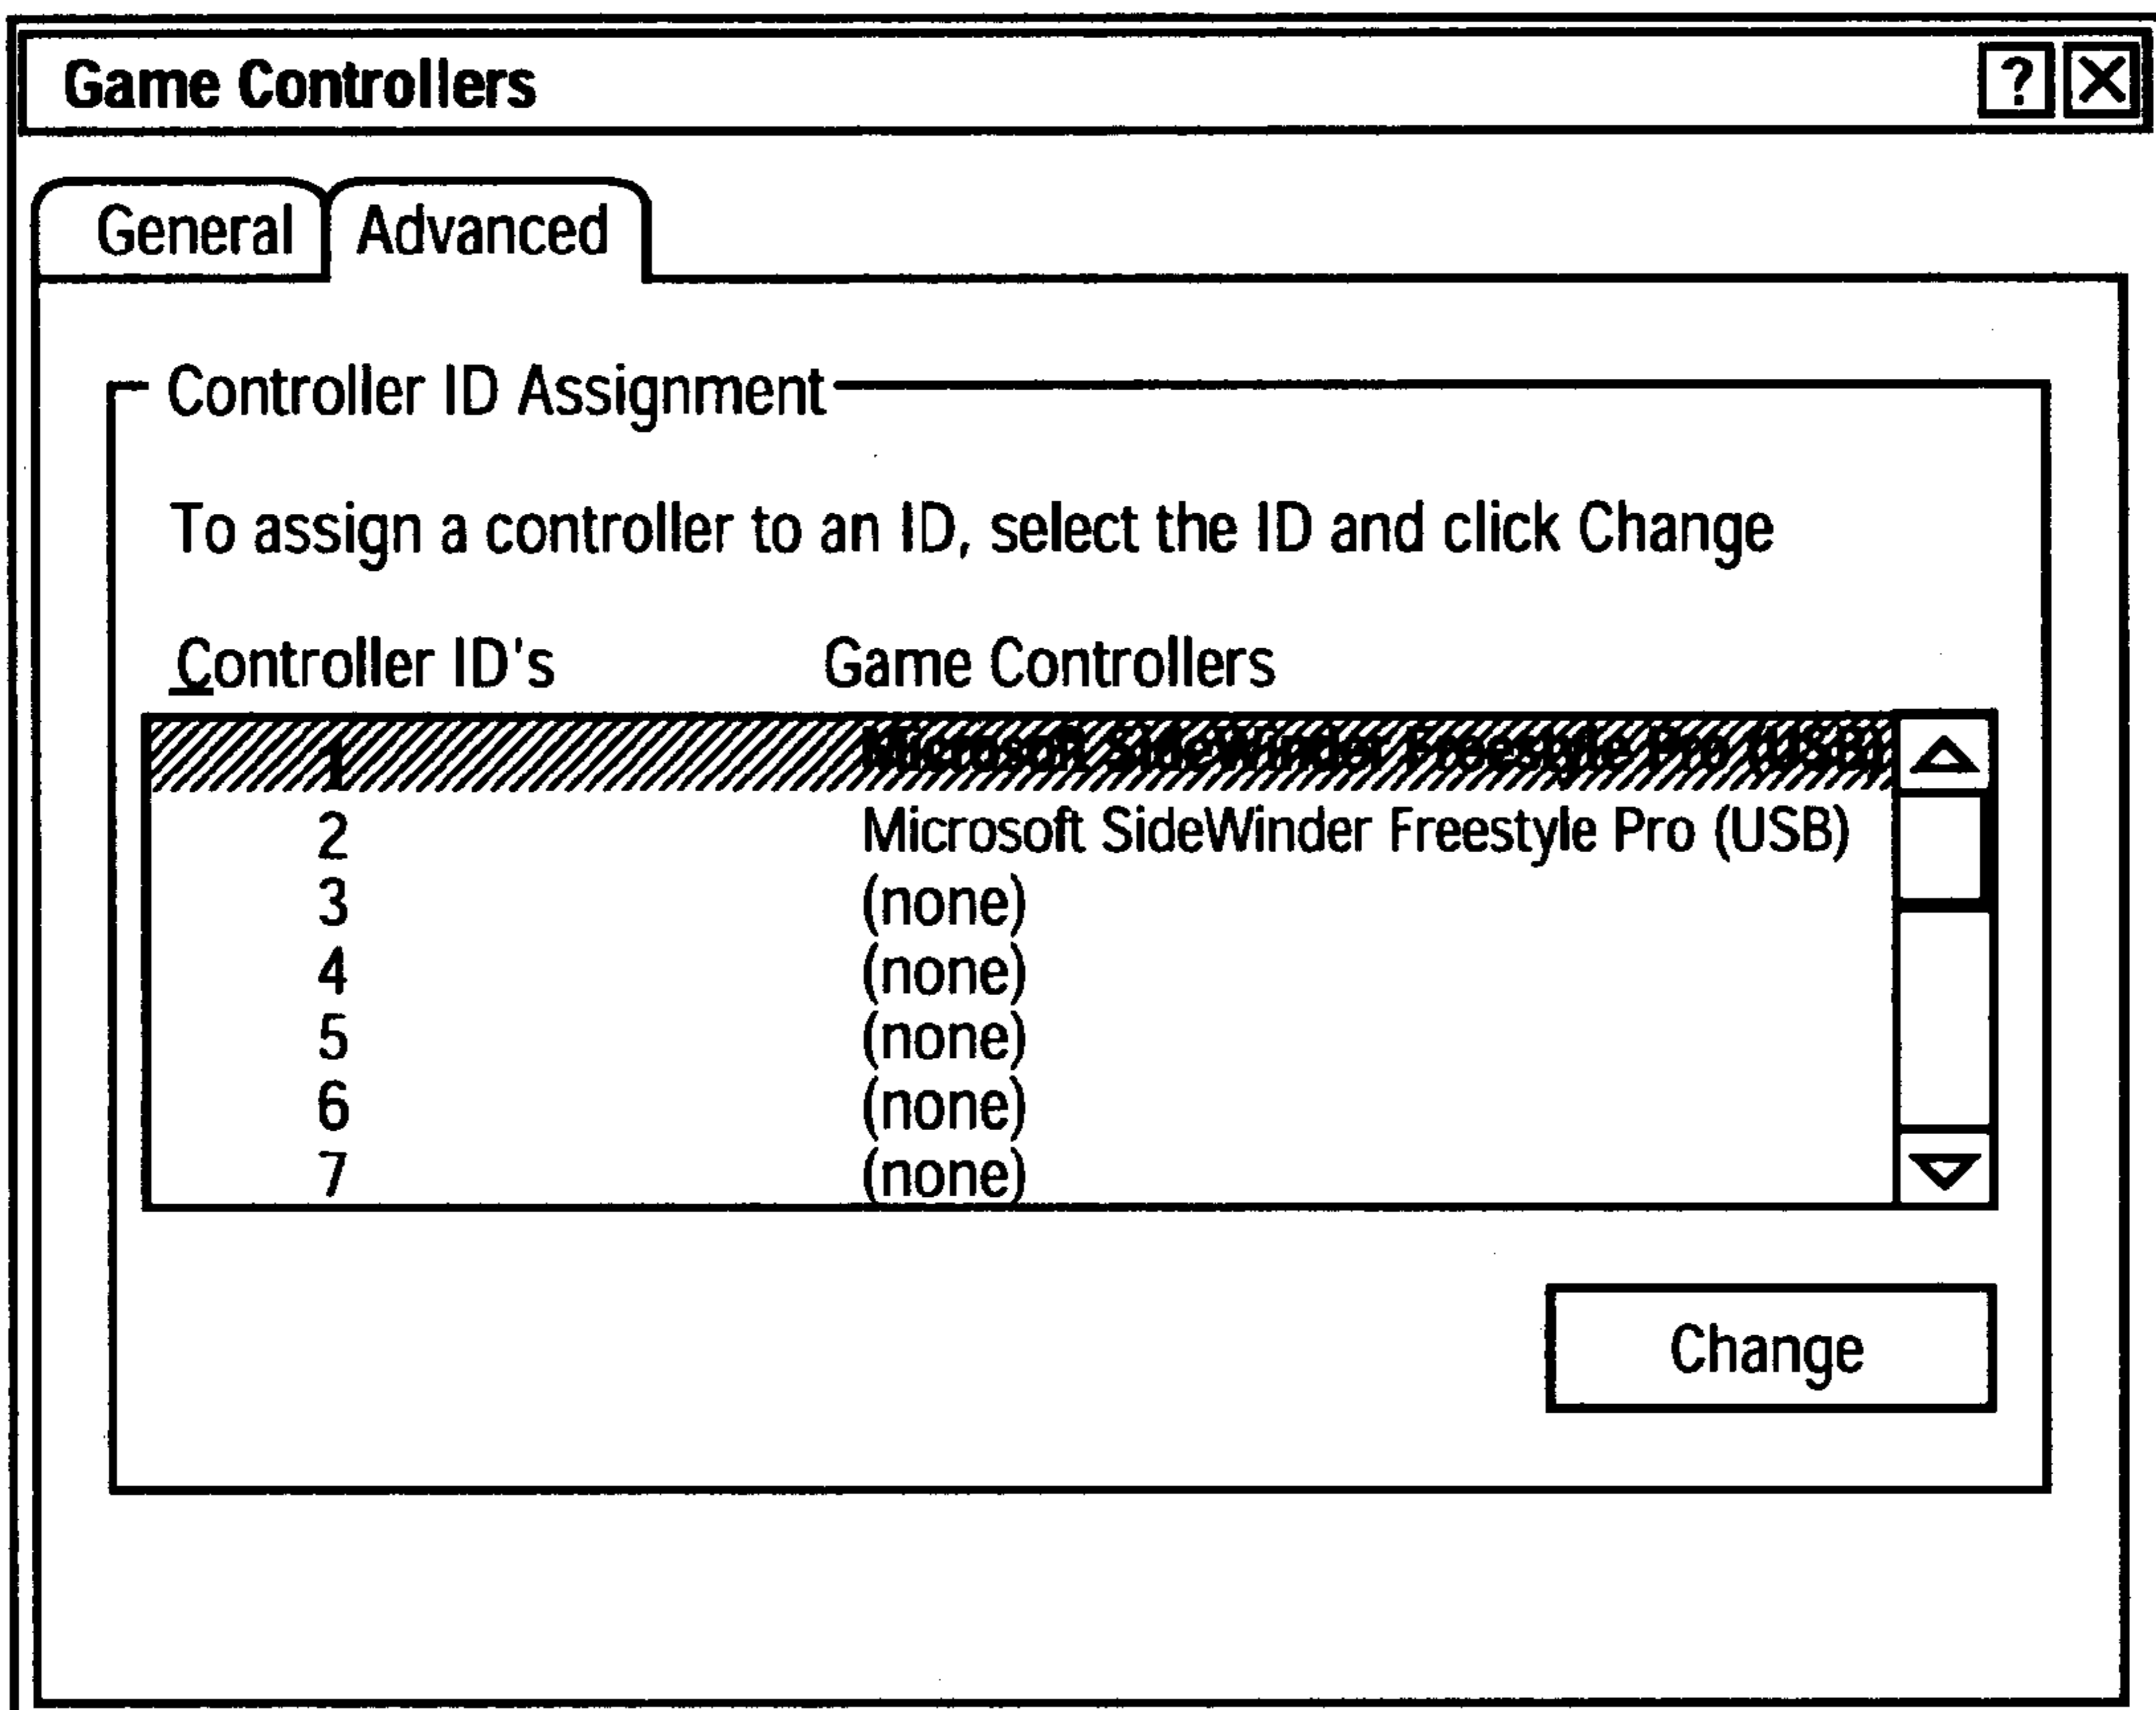 Game Controllers ? X
General Advanced
Controller ID Assignment
To assign a controller to an ID, select the ID and click Change
Controller ID's Game Controllers
1 Microsoft SideWinder Freestyle Pro (USB)
2 Microsoft SideWinder Freestyle Pro (USB)
3 (none)
4 (none)
5 (none)
6 (none)
7 (none)
Change